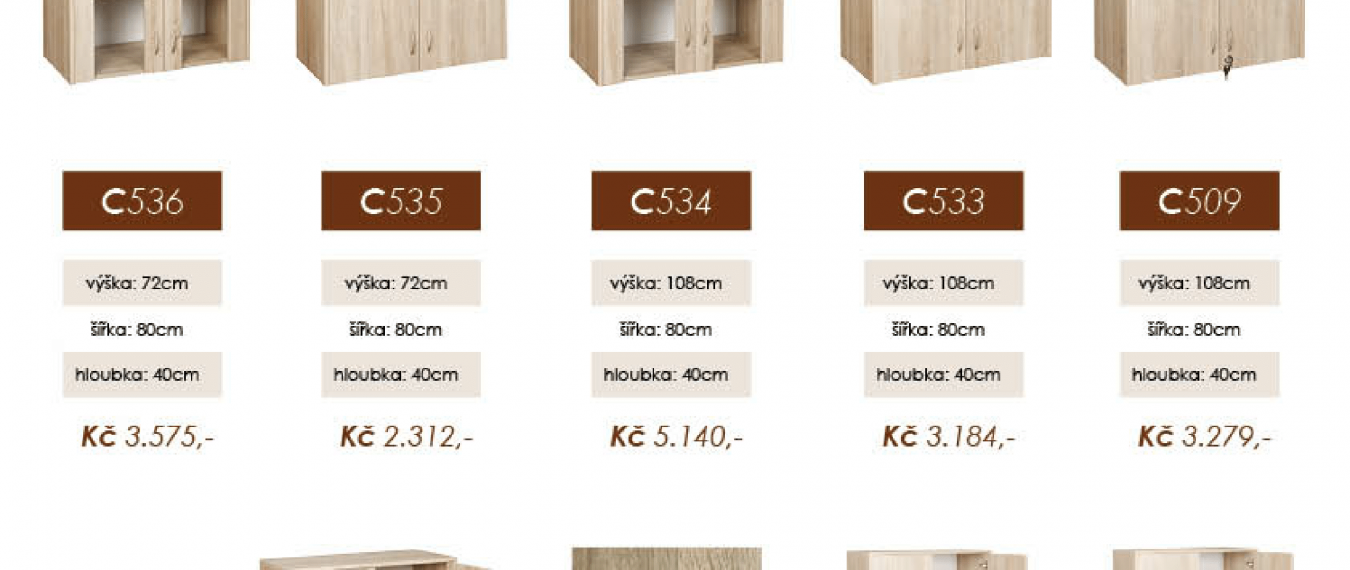 C536 C535 C534 C533 C509
výška: 72cm výška: 72cm výška: 108cm výška: 108cm výška: 108cm
šířka: 80cm šířka: 80cm šířka: 80cm šířka: 80cm šířka: 80cm
hloubka: 40cm hloubka: 40cm hloubka: 40cm hloubka: 40cm hloubka: 40cm
Kč 3.575,- Kč 2.312,- Kč 5.140,- Kč 3.184,- Kč 3.279,-